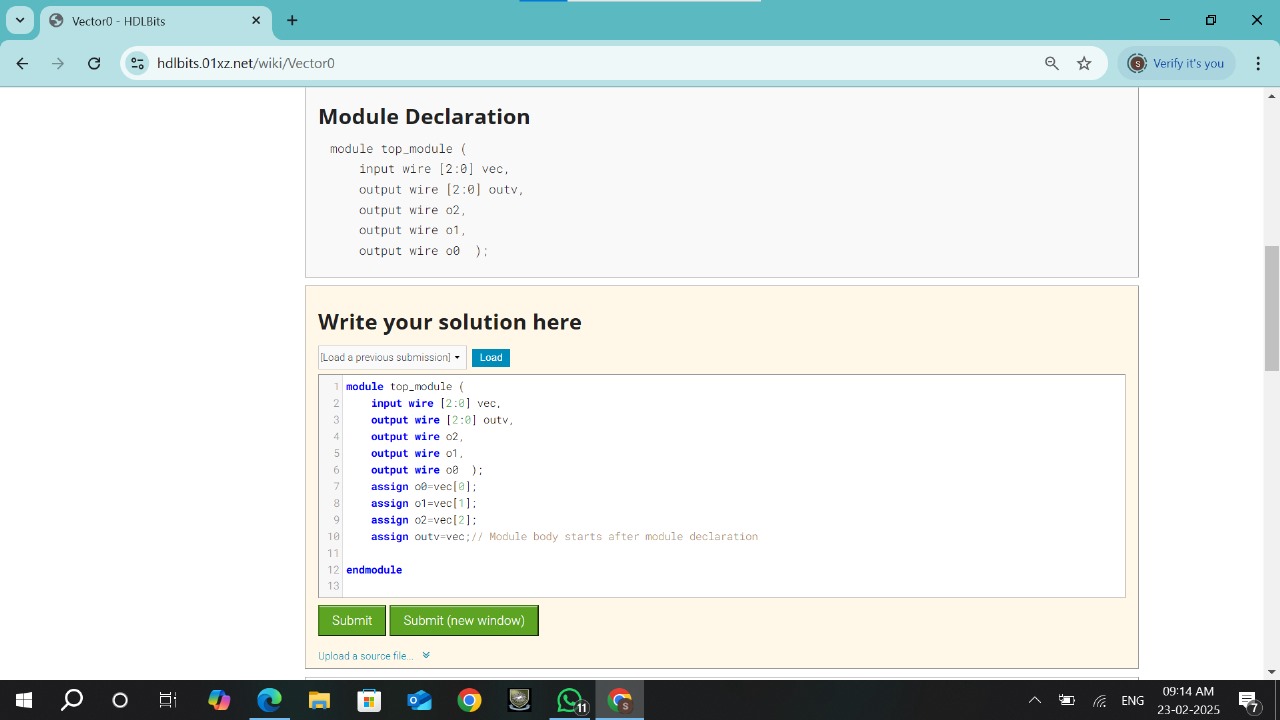 Vector0 - HDLBits
hdlbits.01xz.net/wiki/Vector0
S
Verify it's you
Module Declaration
module top_module (
input wire [2:0] vec,
output wire [2:0] outv,
output wire o2,
output wire o1,
output wire o0 );
Write your solution here
[Load a previous submission]
Load
1 module top_module (
2 input wire [2:0] vec,
3 output wire [2:0] outv,
4 output wire o2,
5 output wire o1,
6 output wire o0 );
7 assign o0=vec[0];
8 assign o1=vec[1];
9 assign o2=vec[2];
10 assign outv=vec;// Module body starts after module declaration
11
12 endmodule
13
Submit
Submit (new window)
Upload a source file...
11
S
ENG
09:14 AM
23-02-2025
7